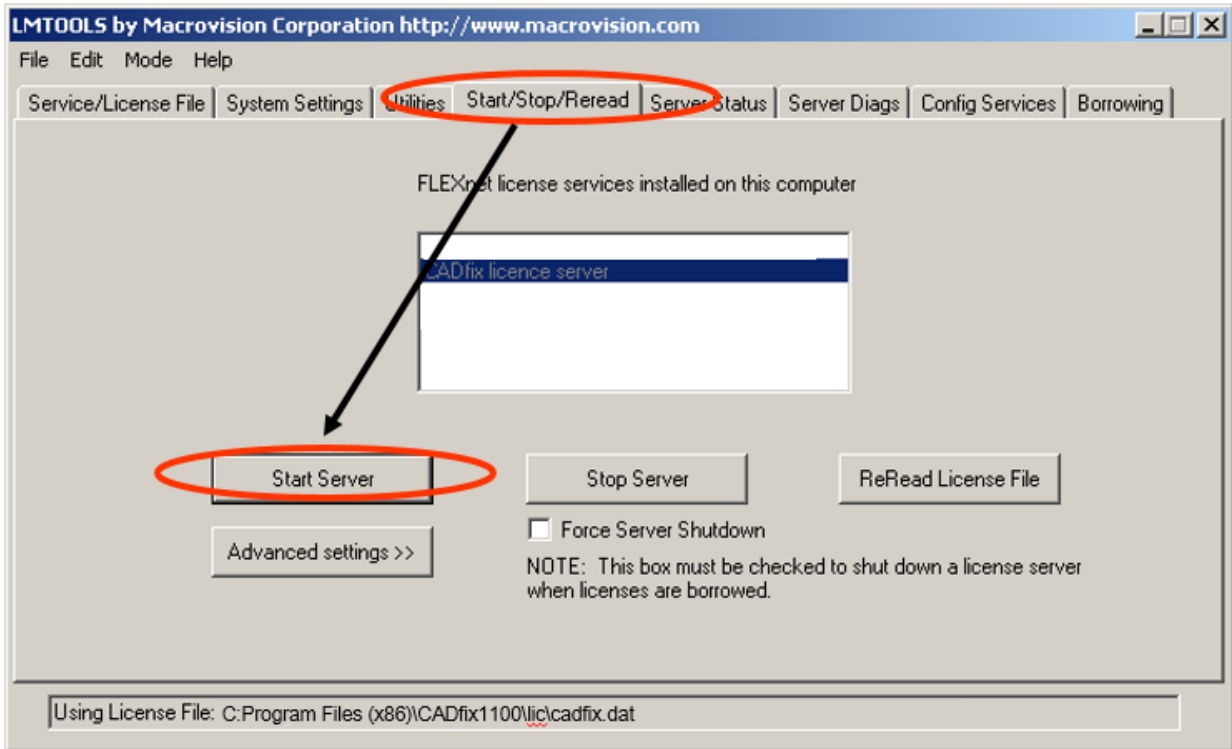 LMTOOLS by Macrovision Corporation http://www.macrovision.com
File Edit Mode Help
Service/License File System Settings Utilities Start/Stop/Reread Server Status Server Diags Config Services Borrowing
FLEXnet license services installed on this computer
CADfix licence server
Start Server Stop Server ReRead License File
Advanced settings >> Force Server Shutdown
NOTE: This box must be checked to shut down a license server
when licenses are borrowed.
Using License File: C:Program Files (x86)\CADfix1100\lic\cadfix.dat